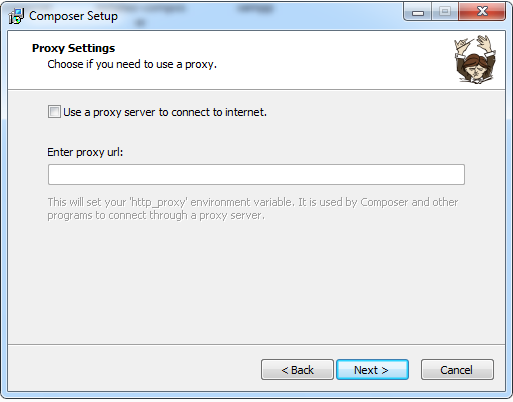 Composer Setup
Proxy Settings
Choose if you need to use a proxy.
Use a proxy server to connect to internet.
Enter proxy url:
This will set your 'http_proxy' environment variable. It is used by Composer and other
programs to connect through a proxy server.
< Back
Next >
Cancel